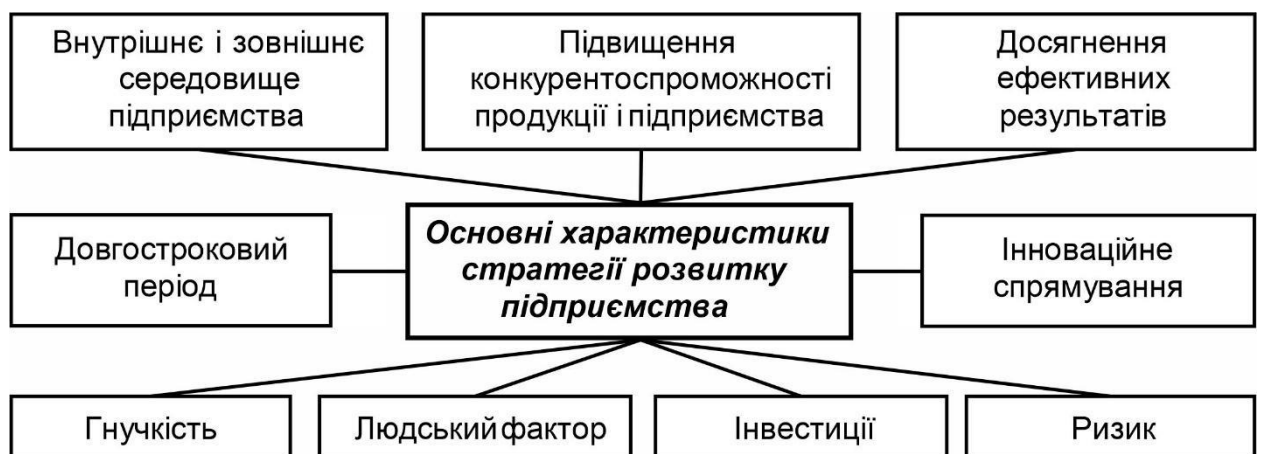 Внутрішнє і зовнішнє
середовище
підприємства
Підвищення
конкурентоспроможності
продукції і підприємства
Досягнення
ефективних
результатів
Довгостроковий
період
Основні характеристики
стратегії розвитку
підприємства
Інноваційне
спрямування
Гнучкість
Людський фактор
Інвестиції
Ризик